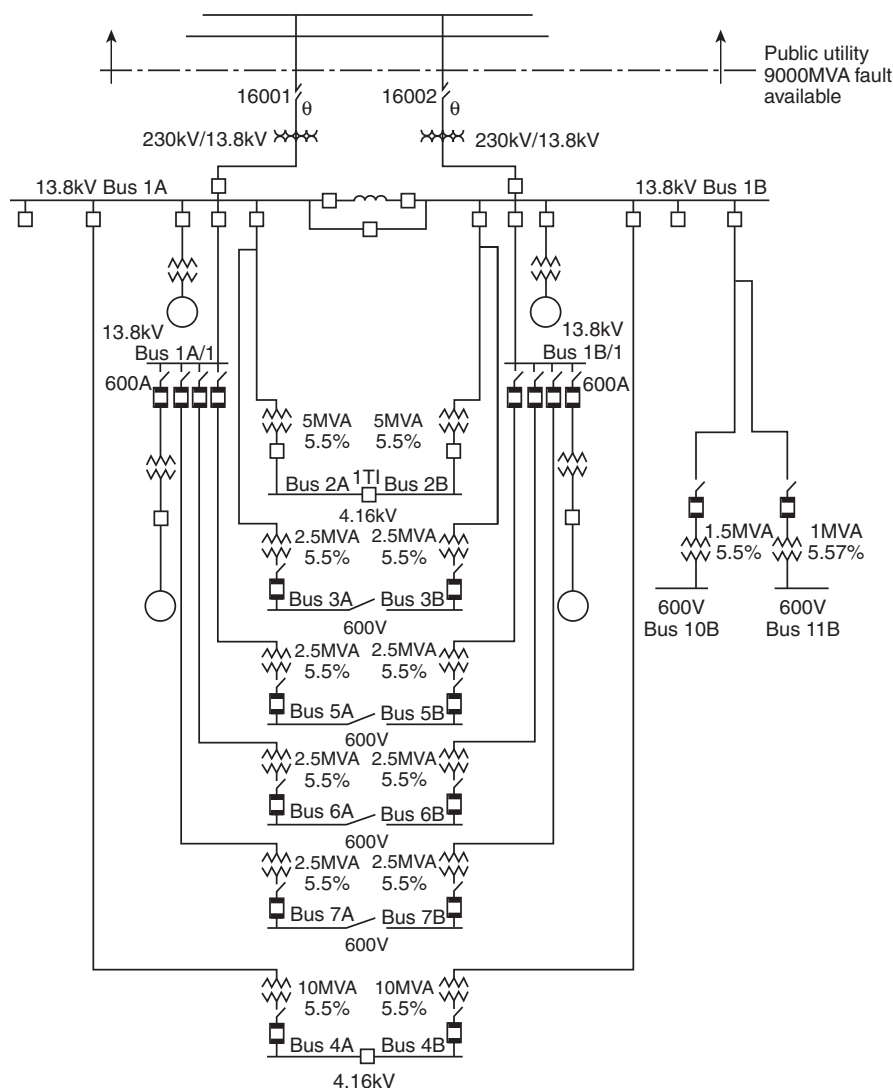 Public utility
9000MVA fault
available
16001
16002
θ
θ
230kV/13.8kV
230kV/13.8kV
13.8kV Bus 1A
13.8kV Bus 1B
13.8kV
Bus 1A/1
13.8kV
Bus 1B/1
600A
600A
5MVA
5.5%
5MVA
5.5%
Bus 2A
1TI
Bus 2B
4.16kV
2.5MVA
5.5%
2.5MVA
5.5%
1.5MVA
5.5%
1MVA
5.57%
Bus 3A
Bus 3B
600V
600V
Bus 10B
600V
Bus 11B
2.5MVA
5.5%
2.5MVA
5.5%
Bus 5A
Bus 5B
600V
2.5MVA
5.5%
2.5MVA
5.5%
Bus 6A
Bus 6B
600V
2.5MVA
5.5%
2.5MVA
5.5%
Bus 7A
Bus 7B
600V
10MVA
5.5%
10MVA
5.5%
Bus 4A
Bus 4B
4.16kV